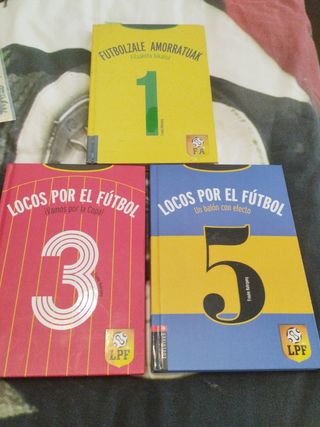 FUTBOLZALE AMORRATUAK
1
FA
LOCOS POR EL FÚTBOL
¡Vamos por la Copa!
3
LPF
LOCOS POR EL FÚTBOL
Un balón con efecto
5
LPF